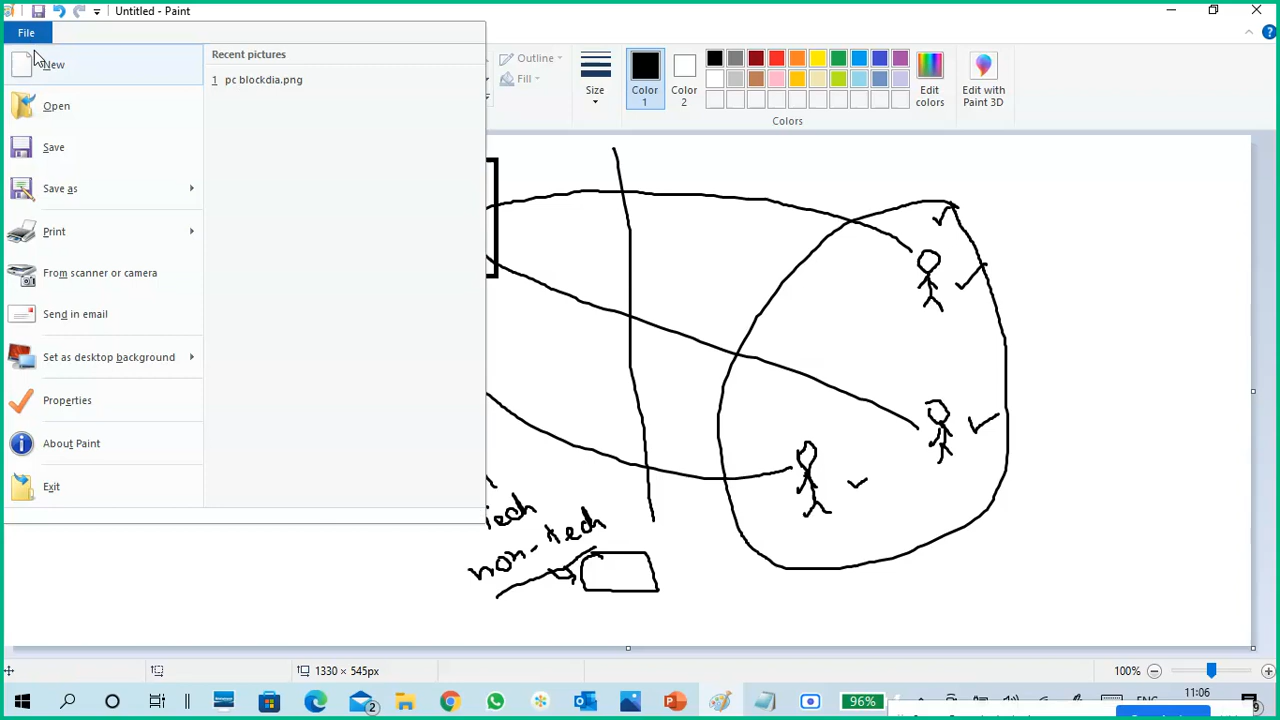 Untitled - Paint
File
New
Open
Save
Save as
Print
From scanner or camera
Send in email
Set as desktop background
Properties
About Paint
Exit
Recent pictures
1 pc blockdia.png
Outline
Fill
Size
Color 1
Color 2
Edit colors
Edit with Paint 3D
Colors
tech
non-tech
1330 × 545px
100%
2
96%
ENG
11:06